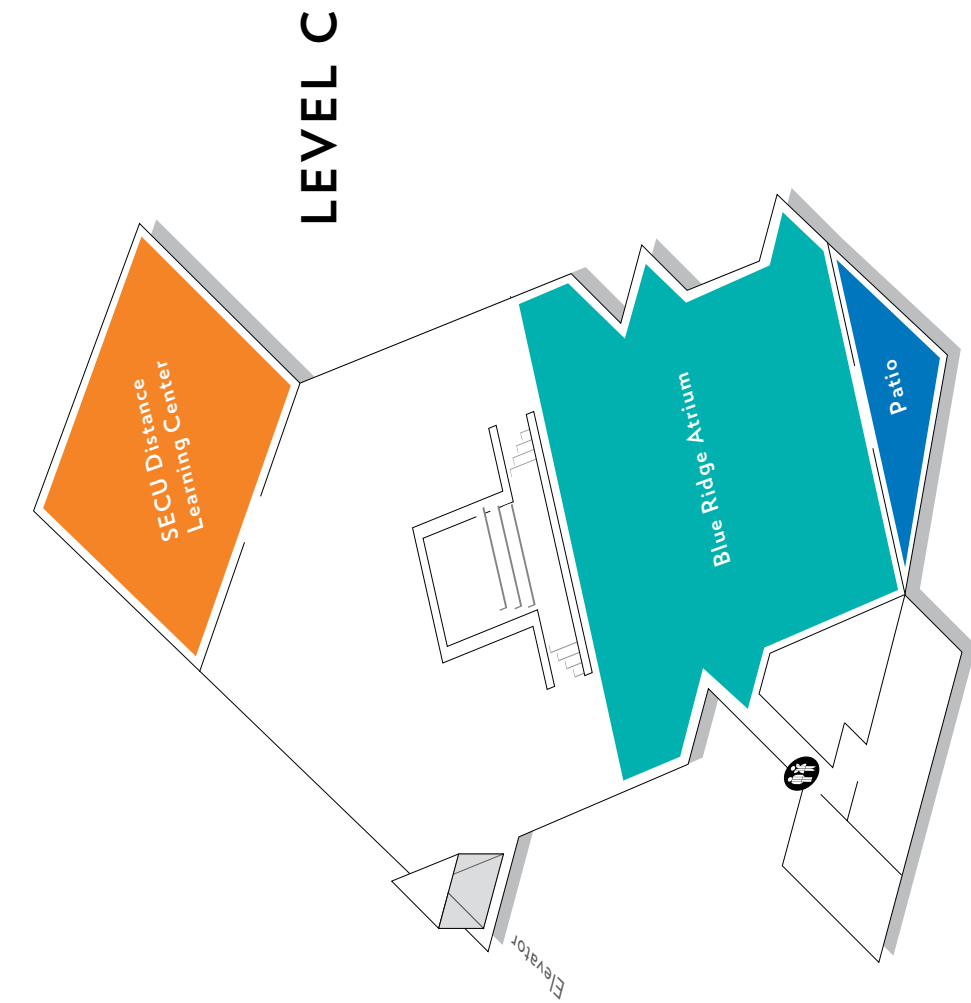 LEVEL C
SECU Distance
Learning Center
Blue Ridge Atrium
Patio
Elevator